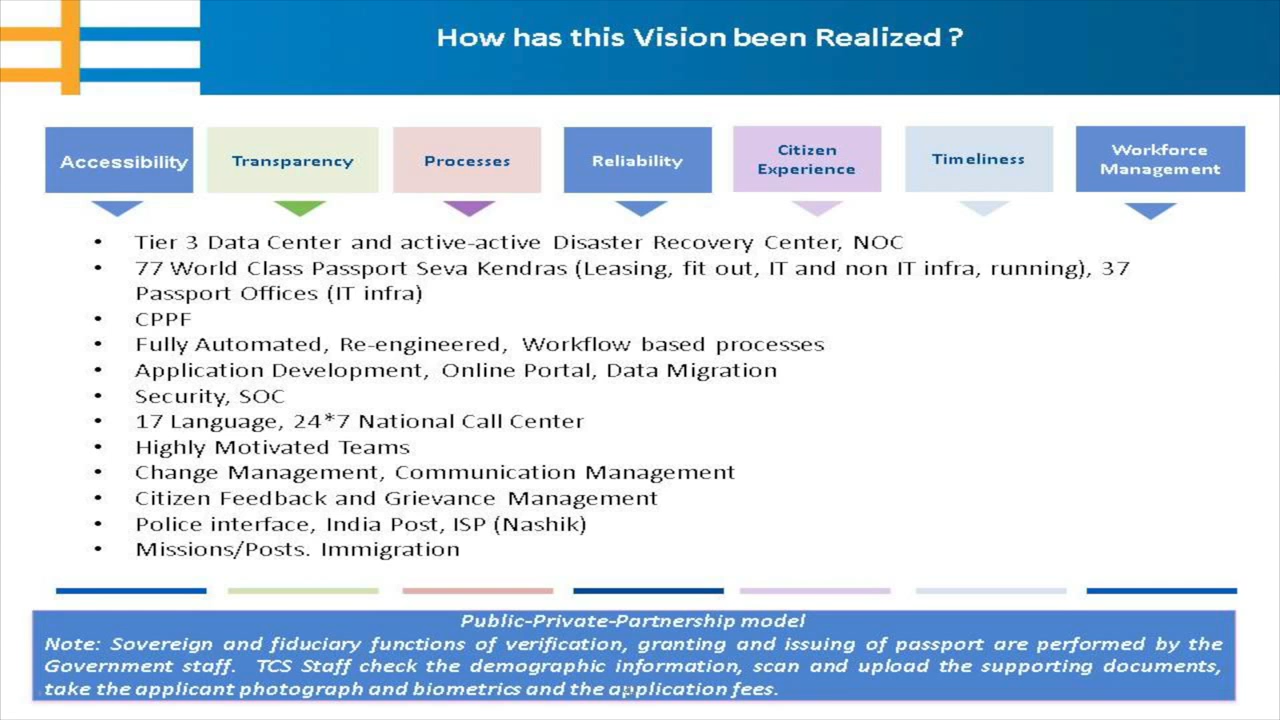 How has this Vision been Realized ?
Accessibility
Transparency
Processes
Reliability
Citizen
Experience
Timeliness
Workforce
Management
• Tier 3 Data Center and active-active Disaster Recovery Center, NOC
• 77 World Class Passport Seva Kendras (Leasing, fit out, IT and non IT infra, running), 37
Passport Offices (IT infra)
• CPPF
• Fully Automated, Re-engineered, Workflow based processes
• Application Development, Online Portal, Data Migration
• Security, SOC
• 17 Language, 24*7 National Call Center
• Highly Motivated Teams
• Change Management, Communication Management
• Citizen Feedback and Grievance Management
• Police interface, India Post, ISP (Nashik)
• Missions/Posts. Immigration
Public-Private-Partnership model
Note: Sovereign and fiduciary functions of verification, granting and issuing of passport are performed by the
Government staff. TCS Staff check the demographic information, scan and upload the supporting documents,
take the applicant photograph and biometrics and the application fees.